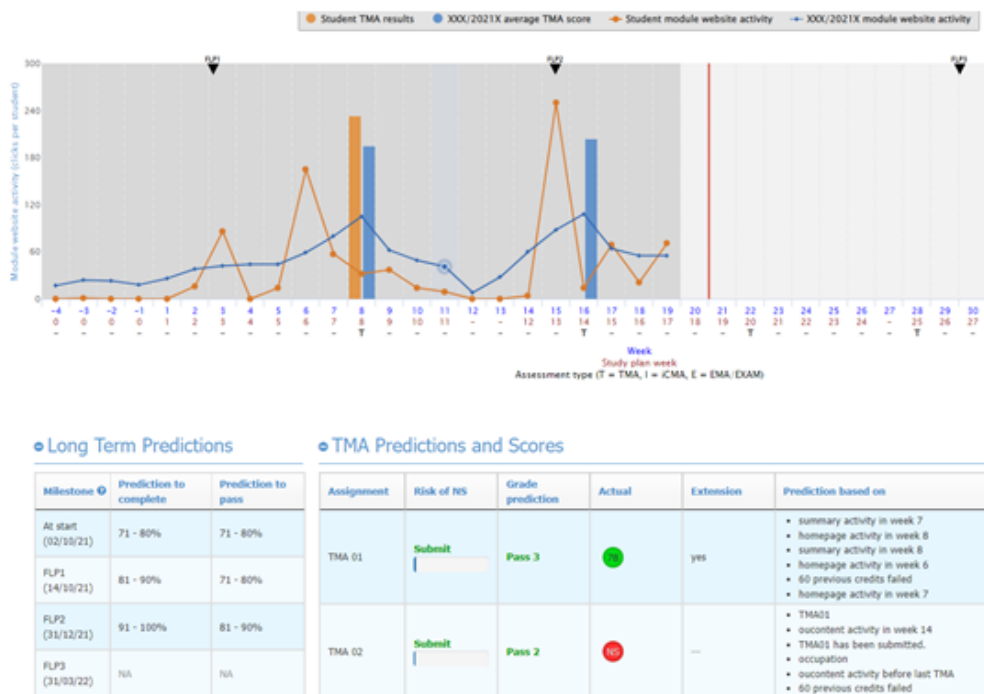 Student TMA results XXX/2021X average TMA score Student module website activity XXX/2021X module website activity
FLP1 FLP2 FLP3
Module website activity (clicks per student)
300
240
180
120
60
0
-4 -3 -2 -1 1 2 3 4 5 6 7 8 9 10 11 12 13 14 15 16 17 18 19 20 21 22 23 24 25 26 27 28 29 30
0 0 0 0 1 2 3 4 5 6 7 8 9 10 11 - - 12 13 14 15 16 17 18 19 20 21 22 23 24 - 25 26 27
- - - - - - - - - - - T - - - - - - - T - - - - - T - - - - - T - -
Week
Study plan week
Assessment type (T = TMA, I = iCMA, E = EMA/EXAM)
Long Term Predictions
Milestone Prediction to complete Prediction to pass
At start (02/10/21) 71 - 80% 71 - 80%
FLP1 (14/10/21) 81 - 90% 71 - 80%
FLP2 (31/12/21) 91 - 100% 81 - 90%
FLP3 (31/03/22) NA NA
TMA Predictions and Scores
Assignment Risk of NS Grade prediction Actual Extension Prediction based on
TMA 01 Submit Pass 3 78 yes
• summary activity in week 7
• homepage activity in week 8
• summary activity in week 8
• homepage activity in week 6
• 60 previous credits failed
• homepage activity in week 7
TMA 02 Submit Pass 2 NS —
• TMA01
• oucontent activity in week 14
• TMA01 has been submitted.
• occupation
• oucontent activity before last TMA
• 60 previous credits failed